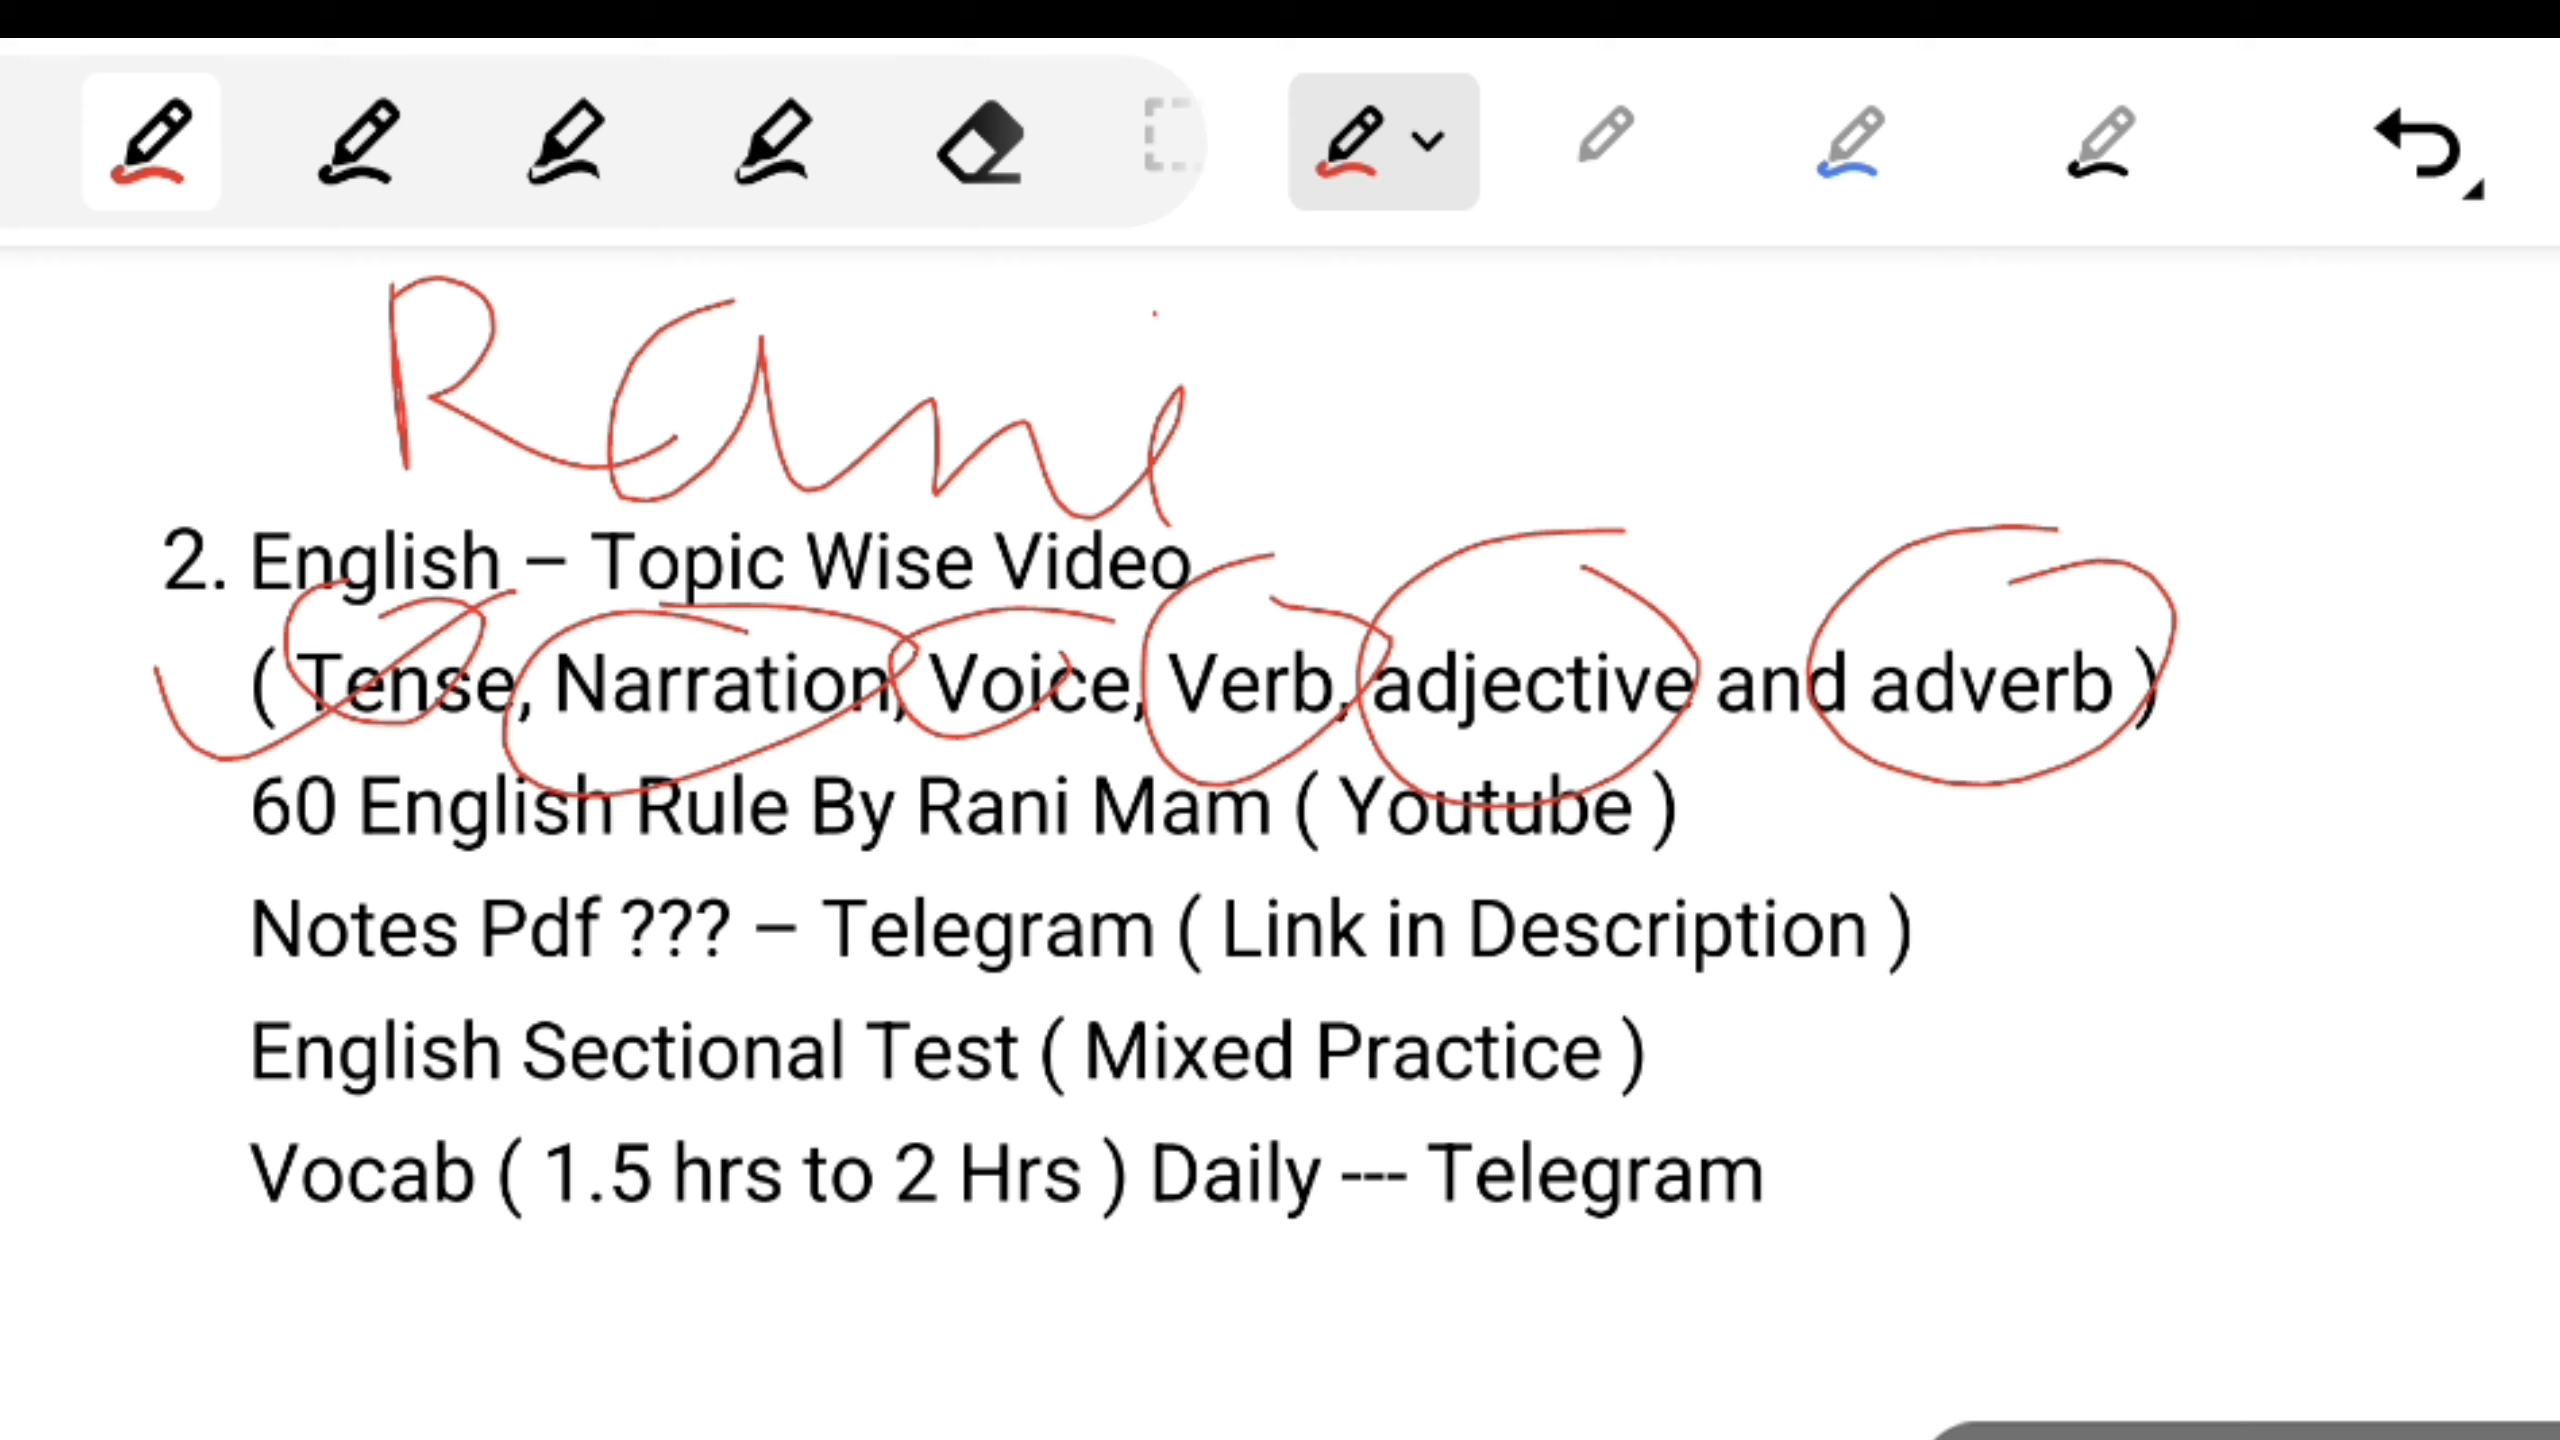 Rani
2. English – Topic Wise Video
( Tense, Narration, Voice, Verb, adjective and adverb )
60 English Rule By Rani Mam ( Youtube )
Notes Pdf ??? – Telegram ( Link in Description )
English Sectional Test ( Mixed Practice )
Vocab ( 1.5 hrs to 2 Hrs ) Daily --- Telegram